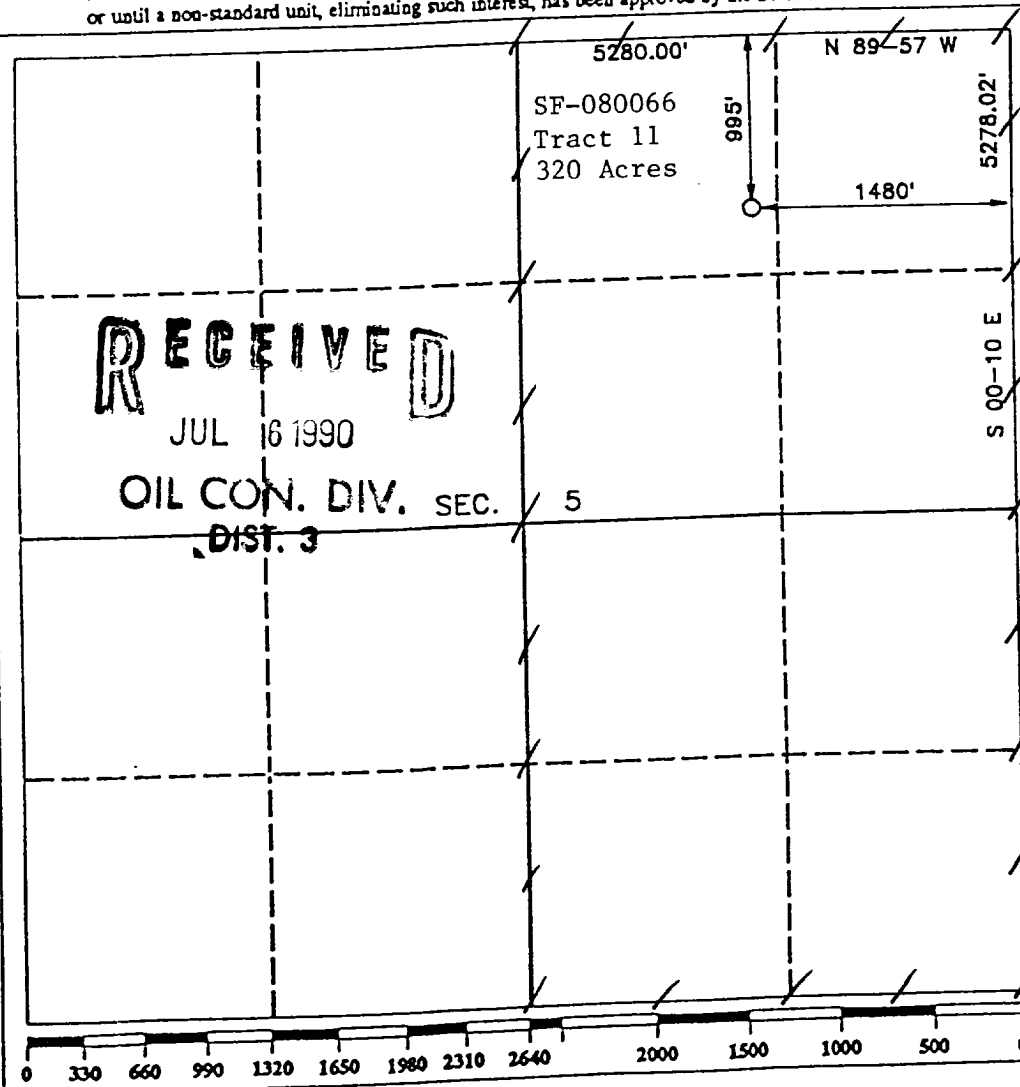 or until a non-standard unit, eliminating such interest, has been approved by the
5280.00' N 89-57 W
SF-080066
Tract 11
320 Acres
995'
5278.02'
1480'
S 00-10 E
RECEIVED
JUL 6 1990
OIL CON. DIV.
DIST. 3
SEC. 5
0 330 660 990 1320 1650 1980 2310 2640 2000 1500 1000 500